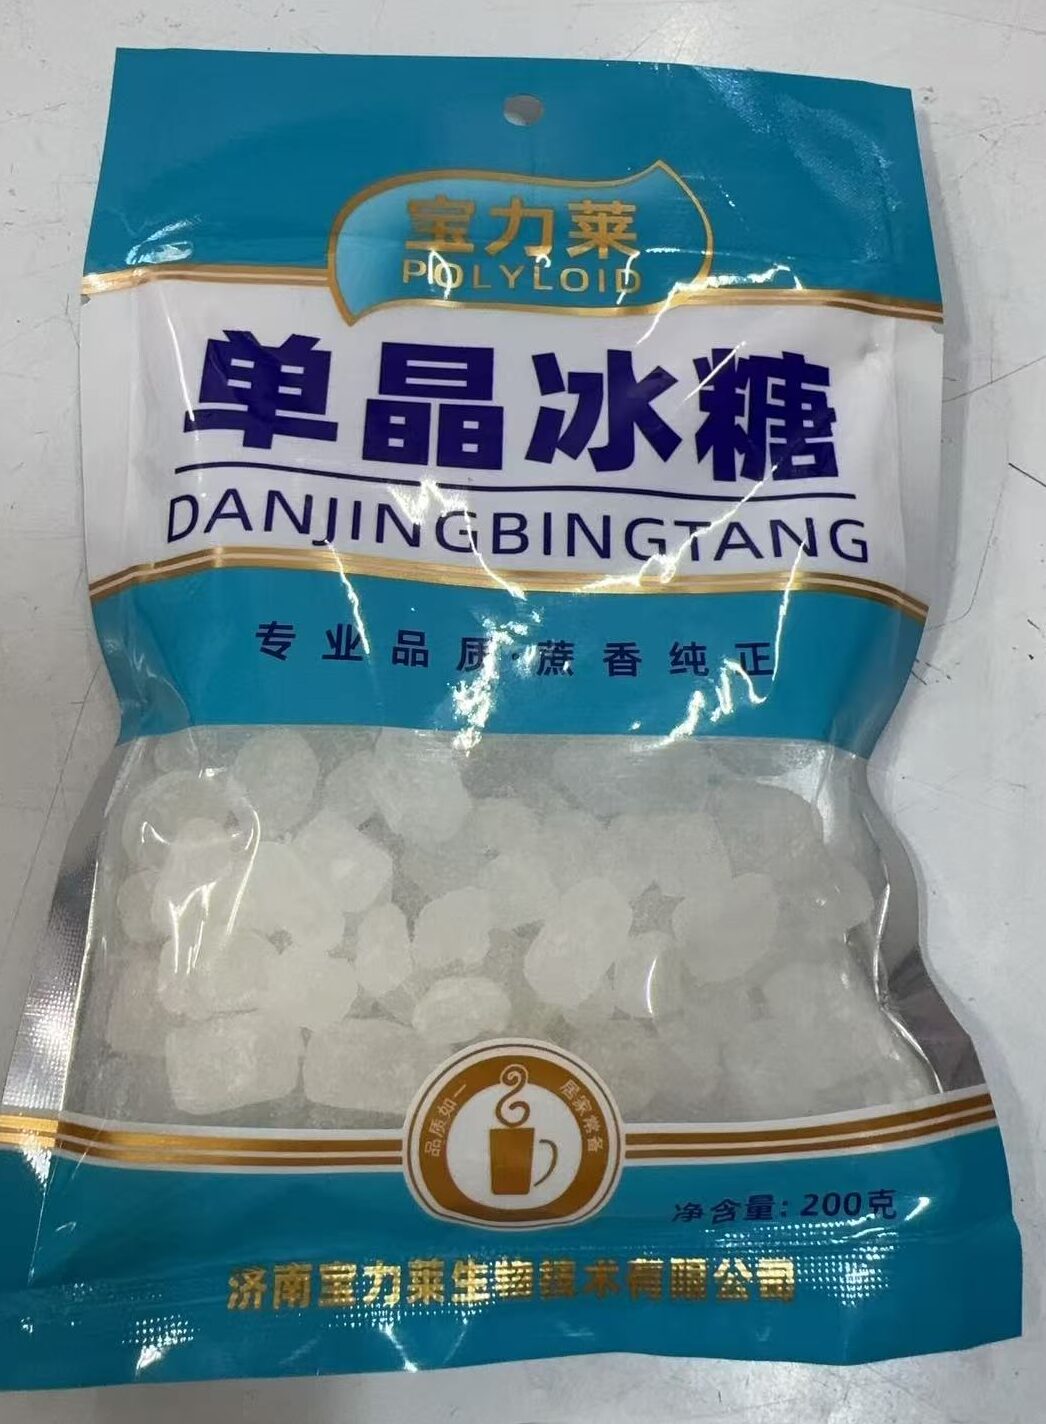 宝力莱
POLYLOID
单晶冰糖
DANJINGBINGTANG
专业品质·蔗香纯正
品质如一
居家常备
净含量：200克
济南宝力莱生物技术有限公司